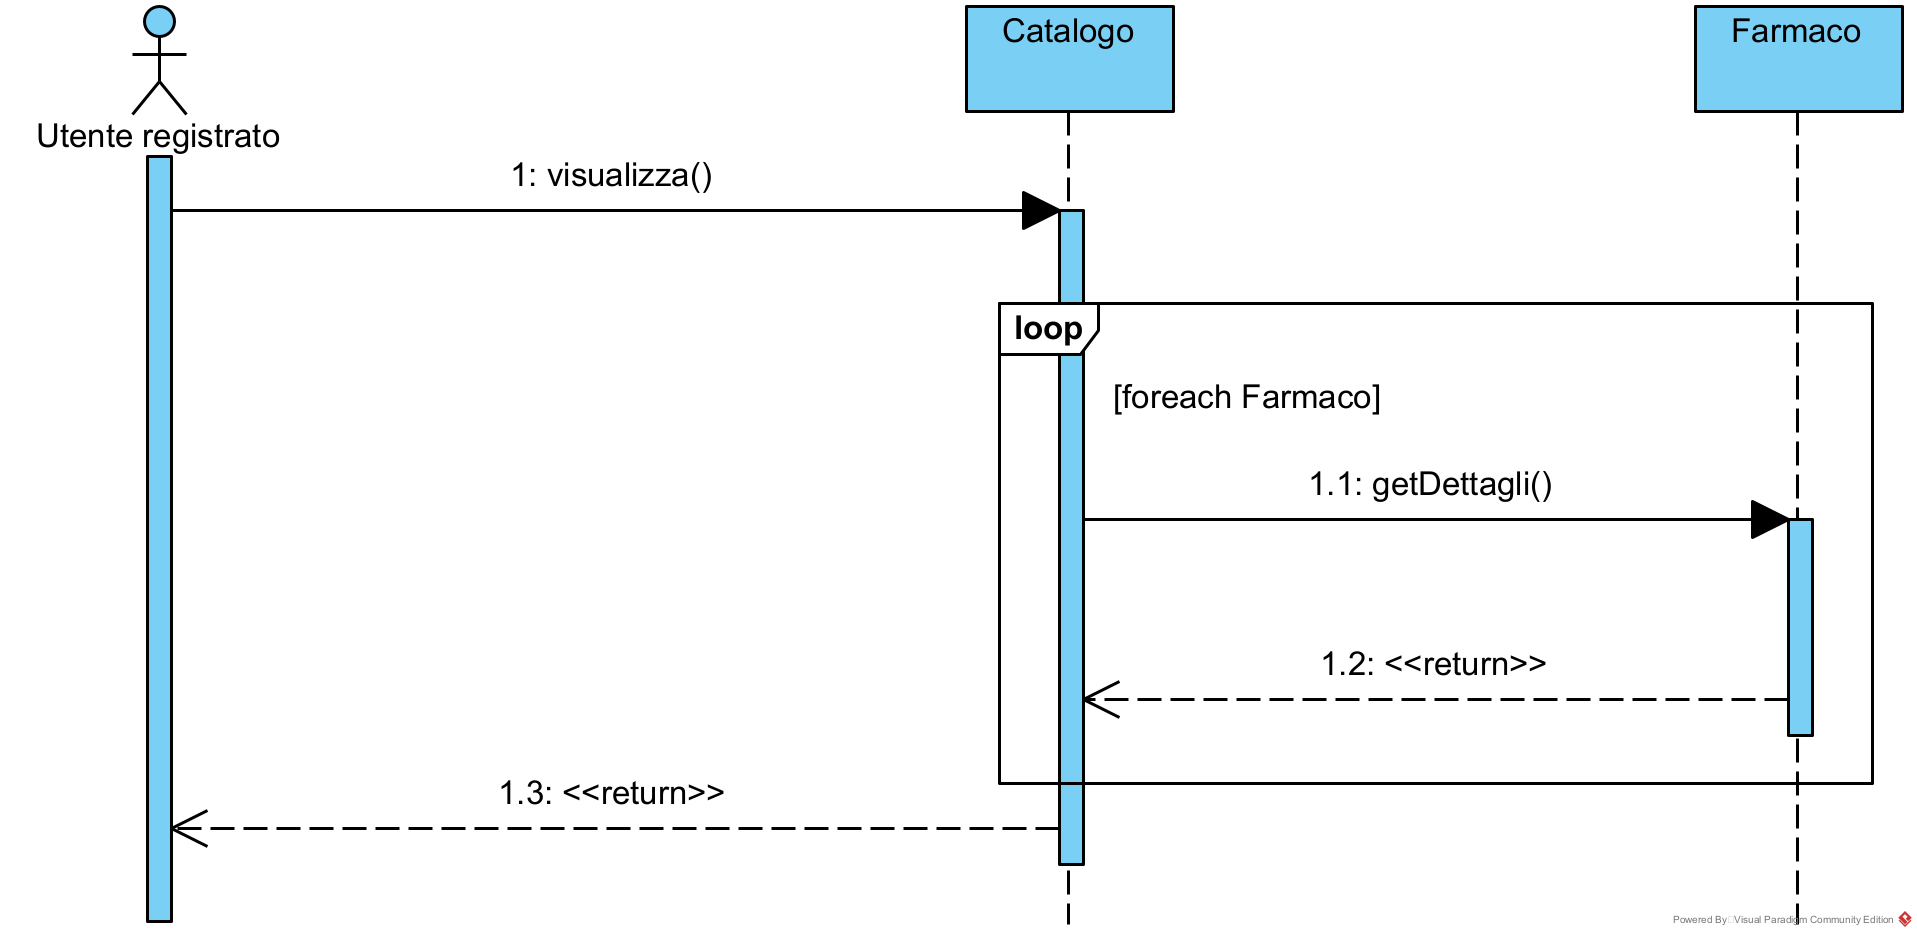 Utente registrato
Catalogo
Farmaco
1: visualizza()
loop
[foreach Farmaco]
1.1: getDettagli()
1.2: <<return>>
1.3: <<return>>
Powered By Visual Paradigm Community Edition